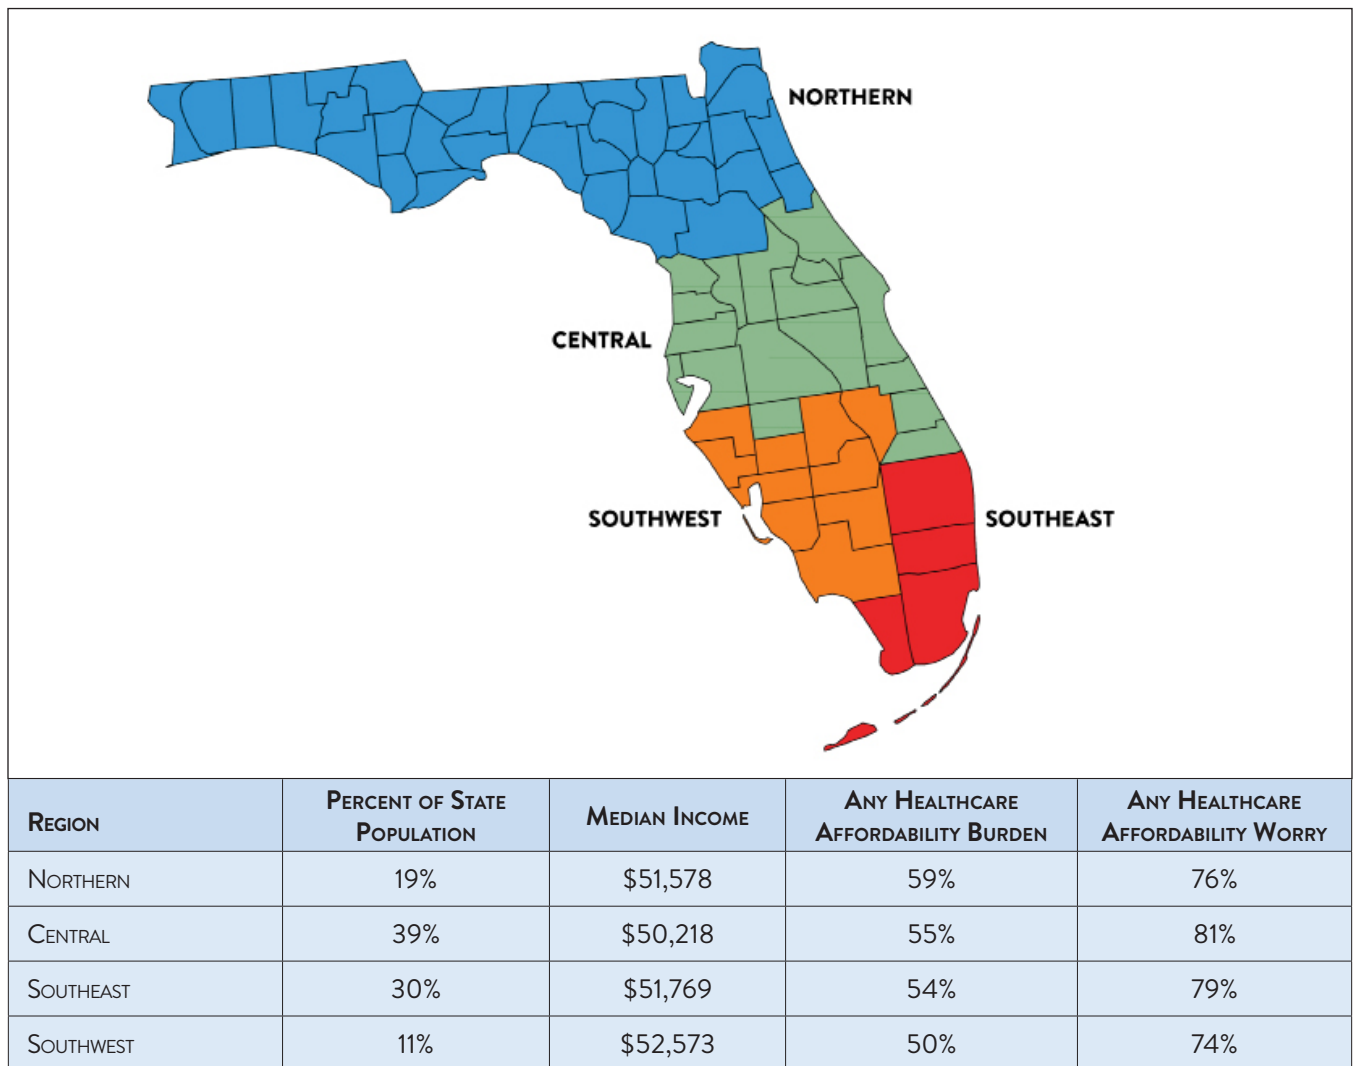 NORTHERN
CENTRAL
SOUTHWEST
SOUTHEAST
REGION
PERCENT OF STATE
POPULATION
MEDIAN INCOME
ANY HEALTHCARE
AFFORDABILITY BURDEN
ANY HEALTHCARE
AFFORDABILITY WORRY
NORTHERN 19% $51,578 59% 76%
CENTRAL 39% $50,218 55% 81%
SOUTHEAST 30% $51,769 54% 79%
SOUTHWEST 11% $52,573 50% 74%